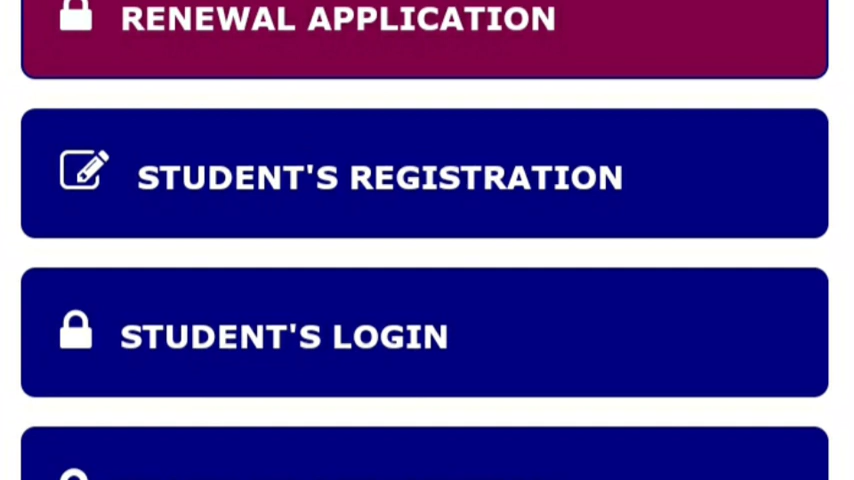 RENEWAL APPLICATION
STUDENT'S REGISTRATION
STUDENT'S LOGIN